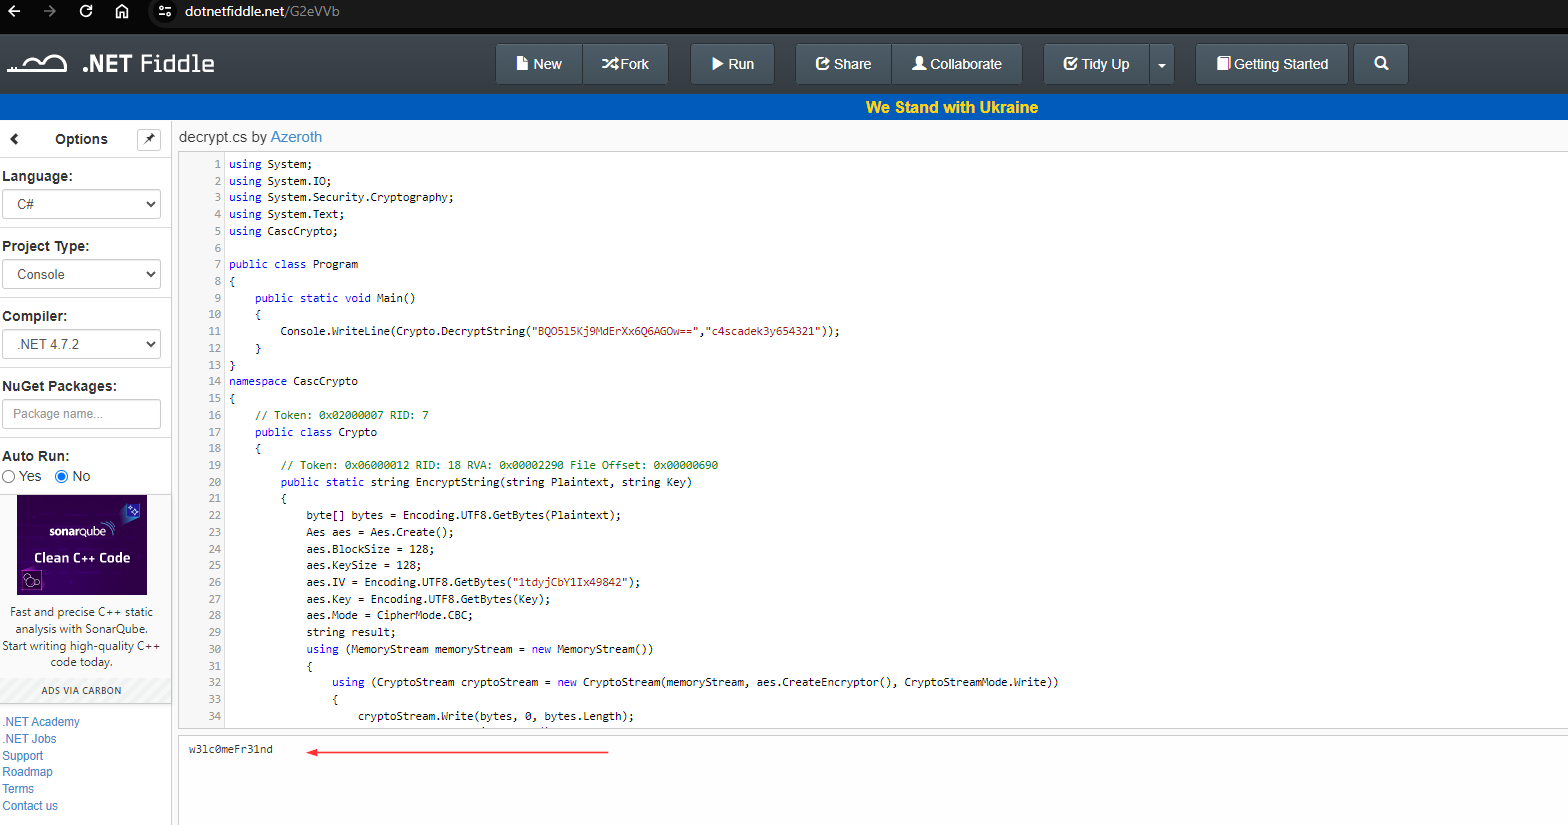 dotnetfiddle.net/G2eVVb
.NET Fiddle
New
Fork
Run
Share
Collaborate
Tidy Up
Getting Started
We Stand with Ukraine
Options
decrypt.cs by Azeroth
Language:
C#
Project Type:
Console
Compiler:
.NET 4.7.2
NuGet Packages:
Package name...
Auto Run:
Yes
No
sonarqube
Clean C++ Code
Fast and precise C++ static
analysis with SonarQube.
Start writing high-quality C++
code today.
ADS VIA CARBON
.NET Academy
.NET Jobs
Support
Roadmap
Terms
Contact us
1 using System;
2 using System.IO;
3 using System.Security.Cryptography;
4 using System.Text;
5 using CascCrypto;
6
7 public class Program
8 {
9 public static void Main()
10 {
11 Console.WriteLine(Crypto.DecryptString("BQO5l5Kj9MdErXx6Q6AGOw==","c4scadek3y654321"));
12 }
13 }
14 namespace CascCrypto
15 {
16 // Token: 0x02000007 RID: 7
17 public class Crypto
18 {
19 // Token: 0x06000012 RID: 18 RVA: 0x00002290 File Offset: 0x00000690
20 public static string EncryptString(string Plaintext, string Key)
21 {
22 byte[] bytes = Encoding.UTF8.GetBytes(Plaintext);
23 Aes aes = Aes.Create();
24 aes.BlockSize = 128;
25 aes.KeySize = 128;
26 aes.IV = Encoding.UTF8.GetBytes("1tdyjCbY1Ix49842");
27 aes.Key = Encoding.UTF8.GetBytes(Key);
28 aes.Mode = CipherMode.CBC;
29 string result;
30 using (MemoryStream memoryStream = new MemoryStream())
31 {
32 using (CryptoStream cryptoStream = new CryptoStream(memoryStream, aes.CreateEncryptor(), CryptoStreamMode.Write))
33 {
34 cryptoStream.Write(bytes, 0, bytes.Length);
w3lc0meFr31nd